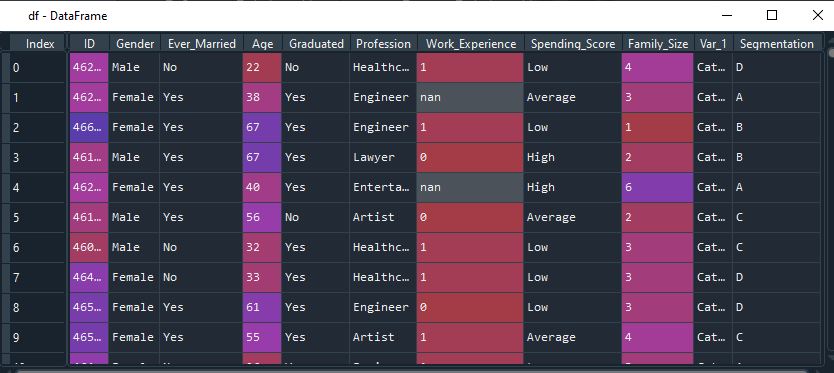 df - DataFrame
Index ID Gender Ever_Married Age Graduated Profession Work_Experience Spending_Score Family_Size Var_1 Segmentation
0 462… Male No 22 No Healthc… 1 Low 4 Cat… D
1 462… Female Yes 38 Yes Engineer nan Average 3 Cat… A
2 466… Female Yes 67 Yes Engineer 1 Low 1 Cat… B
3 461… Male Yes 67 Yes Lawyer 0 High 2 Cat… B
4 462… Female Yes 40 Yes Enterta… nan High 6 Cat… A
5 461… Male Yes 56 No Artist 0 Average 2 Cat… C
6 460… Male No 32 Yes Healthc… 1 Low 3 Cat… C
7 464… Female No 33 Yes Healthc… 1 Low 3 Cat… D
8 465… Female Yes 61 Yes Engineer 0 Low 3 Cat… D
9 465… Female Yes 55 Yes Artist 1 Average 4 Cat… C